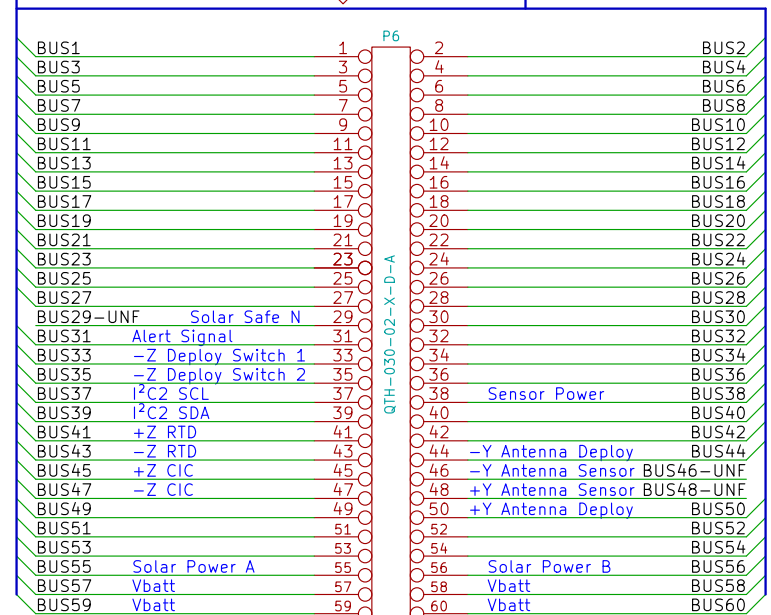 P6
BUS1 1 2 BUS2
BUS3 3 4 BUS4
BUS5 5 6 BUS6
BUS7 7 8 BUS8
BUS9 9 10 BUS10
BUS11 11 12 BUS12
BUS13 13 14 BUS14
BUS15 15 16 BUS16
BUS17 17 18 BUS18
BUS19 19 20 BUS20
BUS21 21 22 BUS22
BUS23 23 24 BUS24
BUS25 25 26 BUS26
BUS27 27 28 BUS28
BUS29-UNF Solar Safe N 29 30 BUS30
BUS31 Alert Signal 31 32 BUS32
BUS33 -Z Deploy Switch 1 33 34 BUS34
BUS35 -Z Deploy Switch 2 35 36 BUS36
BUS37 I²C2 SCL 37 38 Sensor Power BUS38
BUS39 I²C2 SDA 39 40 BUS40
BUS41 +Z RTD 41 42 BUS42
BUS43 -Z RTD 43 44 -Y Antenna Deploy BUS44
BUS45 +Z CIC 45 46 -Y Antenna Sensor BUS46-UNF
BUS47 -Z CIC 47 48 +Y Antenna Sensor BUS48-UNF
BUS49 49 50 +Y Antenna Deploy BUS50
BUS51 51 52 BUS52
BUS53 53 54 BUS54
BUS55 Solar Power A 55 56 Solar Power B BUS56
BUS57 Vbatt 57 58 Vbatt BUS58
BUS59 Vbatt 59 60 Vbatt BUS60
QTH-030-02-X-D-A